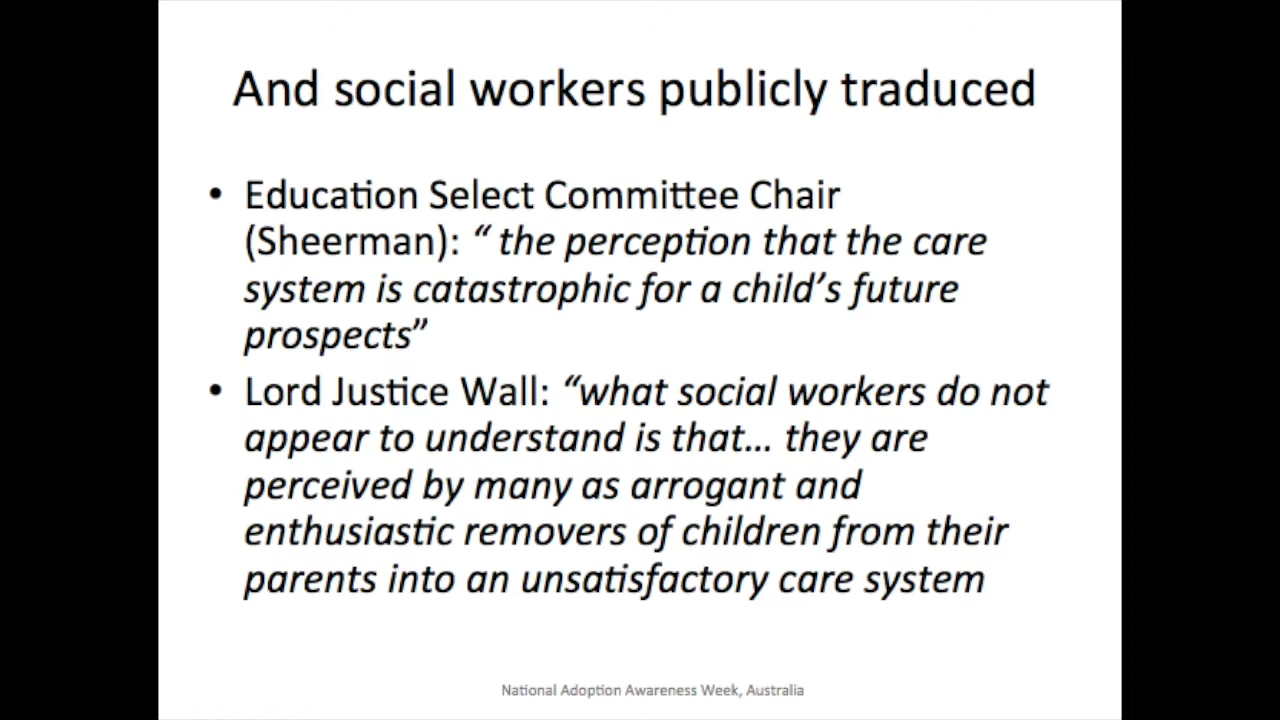 And social workers publicly traduced
• Education Select Committee Chair
(Sheerman): “ the perception that the care
system is catastrophic for a child’s future
prospects”
• Lord Justice Wall: “what social workers do not
appear to understand is that... they are
perceived by many as arrogant and
enthusiastic removers of children from their
parents into an unsatisfactory care system
National Adoption Awareness Week, Australia